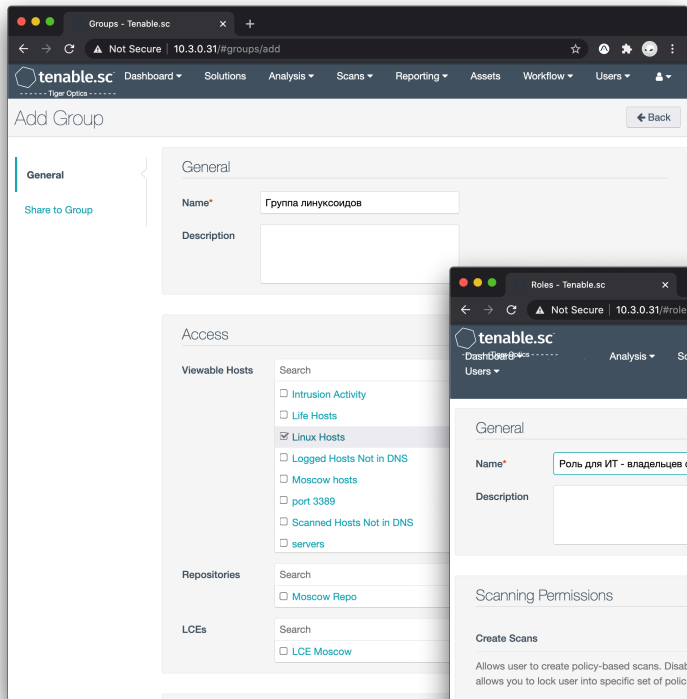 Groups - Tenable.sc
Not Secure | 10.3.0.31/#groups/add
tenable.sc
Dashboard Solutions Analysis Scans Reporting Assets Workflow Users
Tiger Optics
Add Group
Back
General
Share to Group
General
Name*
Группа линуксоидов
Description
Access
Viewable Hosts
Search
Intrusion Activity
Life Hosts
Linux Hosts
Logged Hosts Not in DNS
Moscow hosts
port 3389
Scanned Hosts Not in DNS
servers
Repositories
Search
Moscow Repo
LCEs
Search
LCE Moscow
Roles - Tenable.sc
Not Secure | 10.3.0.31/#role
tenable.sc
Dashboard Analysis Sc
Tiger Optics
Users
General
Name*
Роль для ИТ - владельцев
Description
Scanning Permissions
Create Scans
Allows user to create policy-based scans. Disab
allows you to lock user into specific set of polic